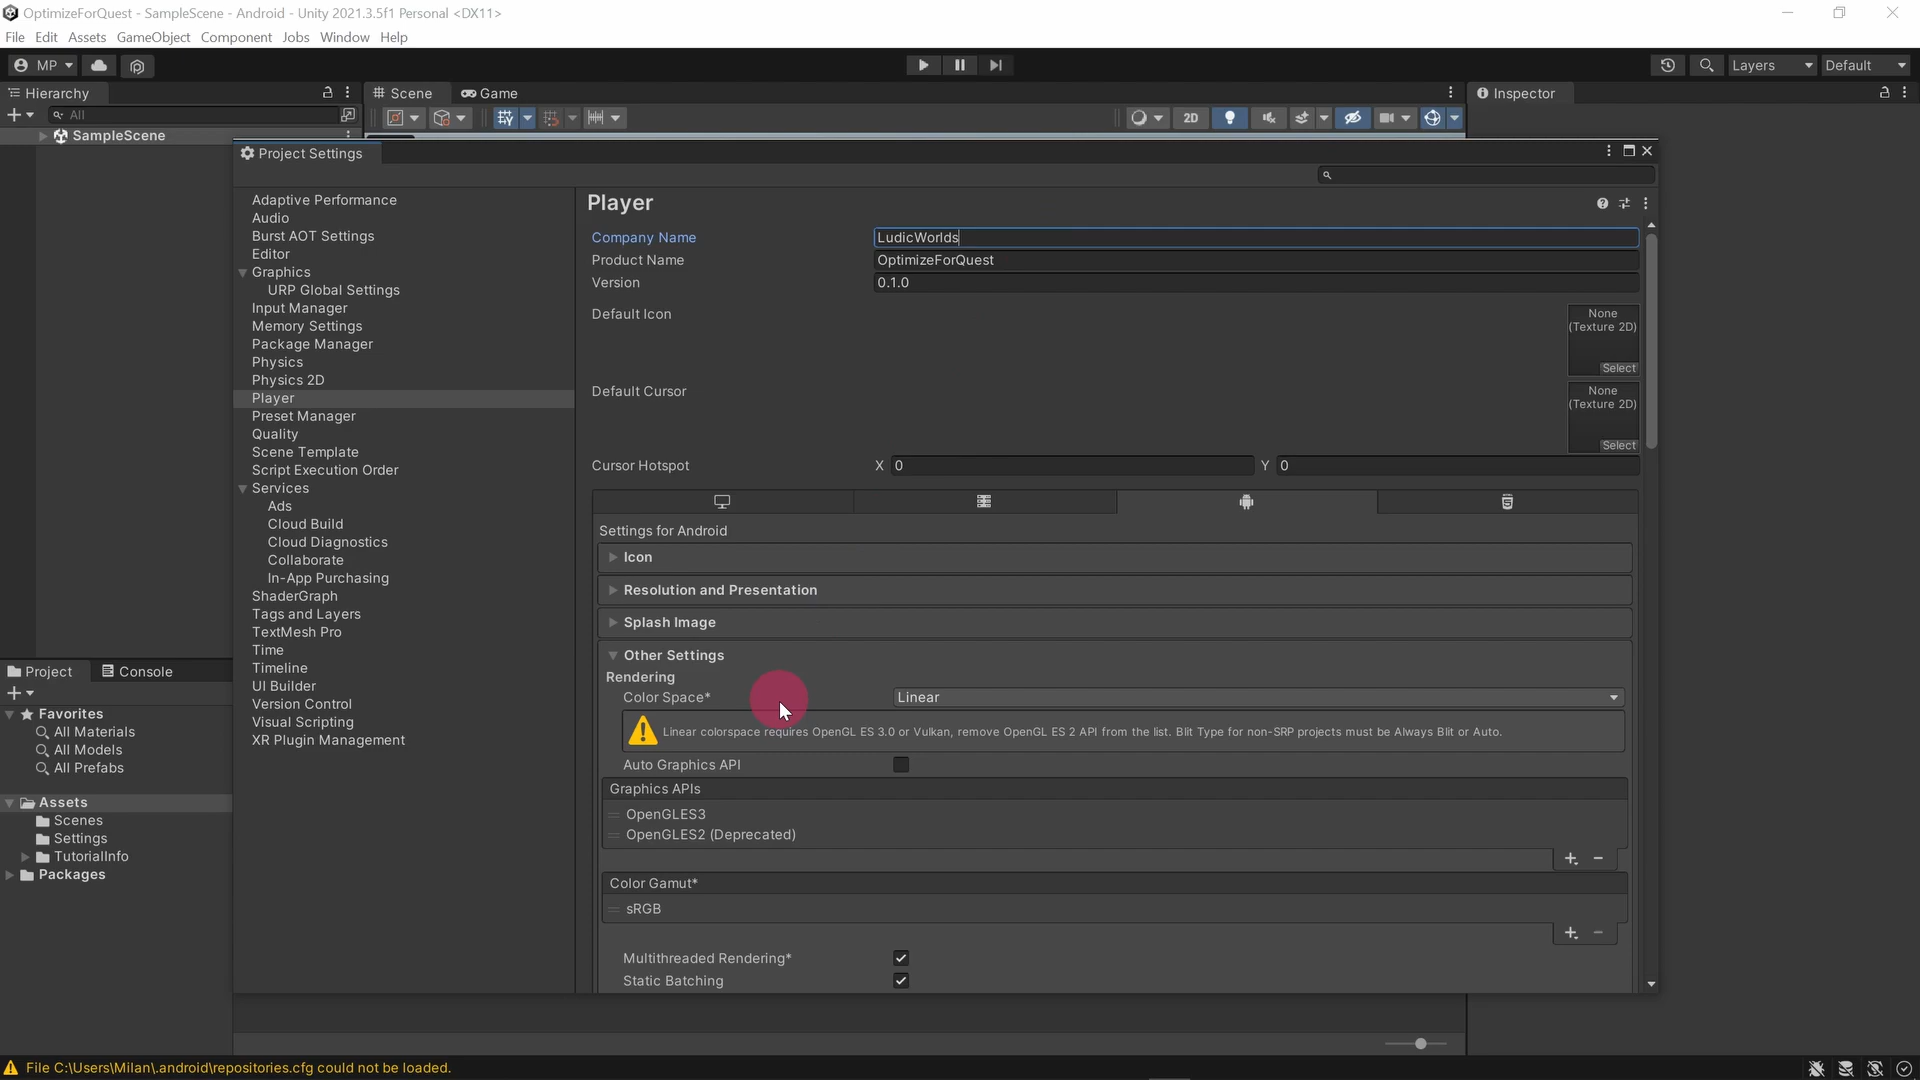 OptimizeForQuest - SampleScene - Android - Unity 2021.3.5f1 Personal <DX11>
File Edit Assets GameObject Component Jobs Window Help
MP
Layers
Default
Hierarchy
Scene
Game
Inspector
All
2D
SampleScene
Project Settings
Adaptive Performance
Audio
Burst AOT Settings
Editor
Graphics
URP Global Settings
Input Manager
Memory Settings
Package Manager
Physics
Physics 2D
Player
Preset Manager
Quality
Scene Template
Script Execution Order
Services
Ads
Cloud Build
Cloud Diagnostics
Collaborate
In-App Purchasing
ShaderGraph
Tags and Layers
TextMesh Pro
Time
Timeline
UI Builder
Version Control
Visual Scripting
XR Plugin Management
Player
Company Name LudicWorlds
Product Name OptimizeForQuest
Version 0.1.0
Default Icon
None
(Texture 2D)
Select
Default Cursor
None
(Texture 2D)
Select
Cursor Hotspot X 0 Y 0
Settings for Android
Icon
Resolution and Presentation
Splash Image
Other Settings
Rendering
Color Space* Linear
Linear colorspace requires OpenGL ES 3.0 or Vulkan, remove OpenGL ES 2 API from the list. Blit Type for non-SRP projects must be Always Blit or Auto.
Auto Graphics API
Graphics APIs
OpenGLES3
OpenGLES2 (Deprecated)
Color Gamut*
sRGB
Multithreaded Rendering*
Static Batching
Project
Console
Favorites
All Materials
All Models
All Prefabs
Assets
Scenes
Settings
TutorialInfo
Packages
File C:\Users\Milan\.android\repositories.cfg could not be loaded.